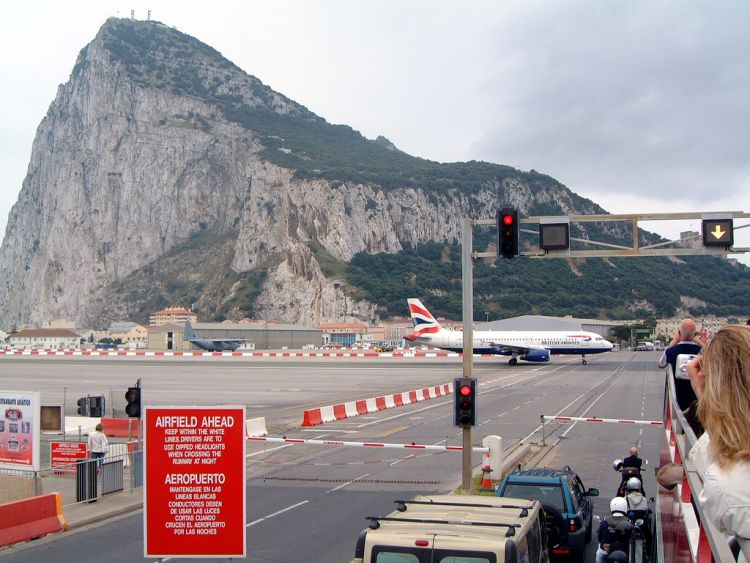 BRITISH AIRWAYS
AIRFIELD AHEAD
KEEP WITHIN THE
WHITE
LINES.DRIVERS ARE
TO USE DIPPED HEADLIGHTS
WHEN CROSSING THE
RUNWAY AT NIGHT
AEROPUERTO
MANTENGASE EN LAS
LINEAS BLANCAS
CONDUCTORES DEBEN
DE USAR LUCES
CORTAS CUANDO
CRUCEN EL AEROPUERTO
POR LAS NOCHES